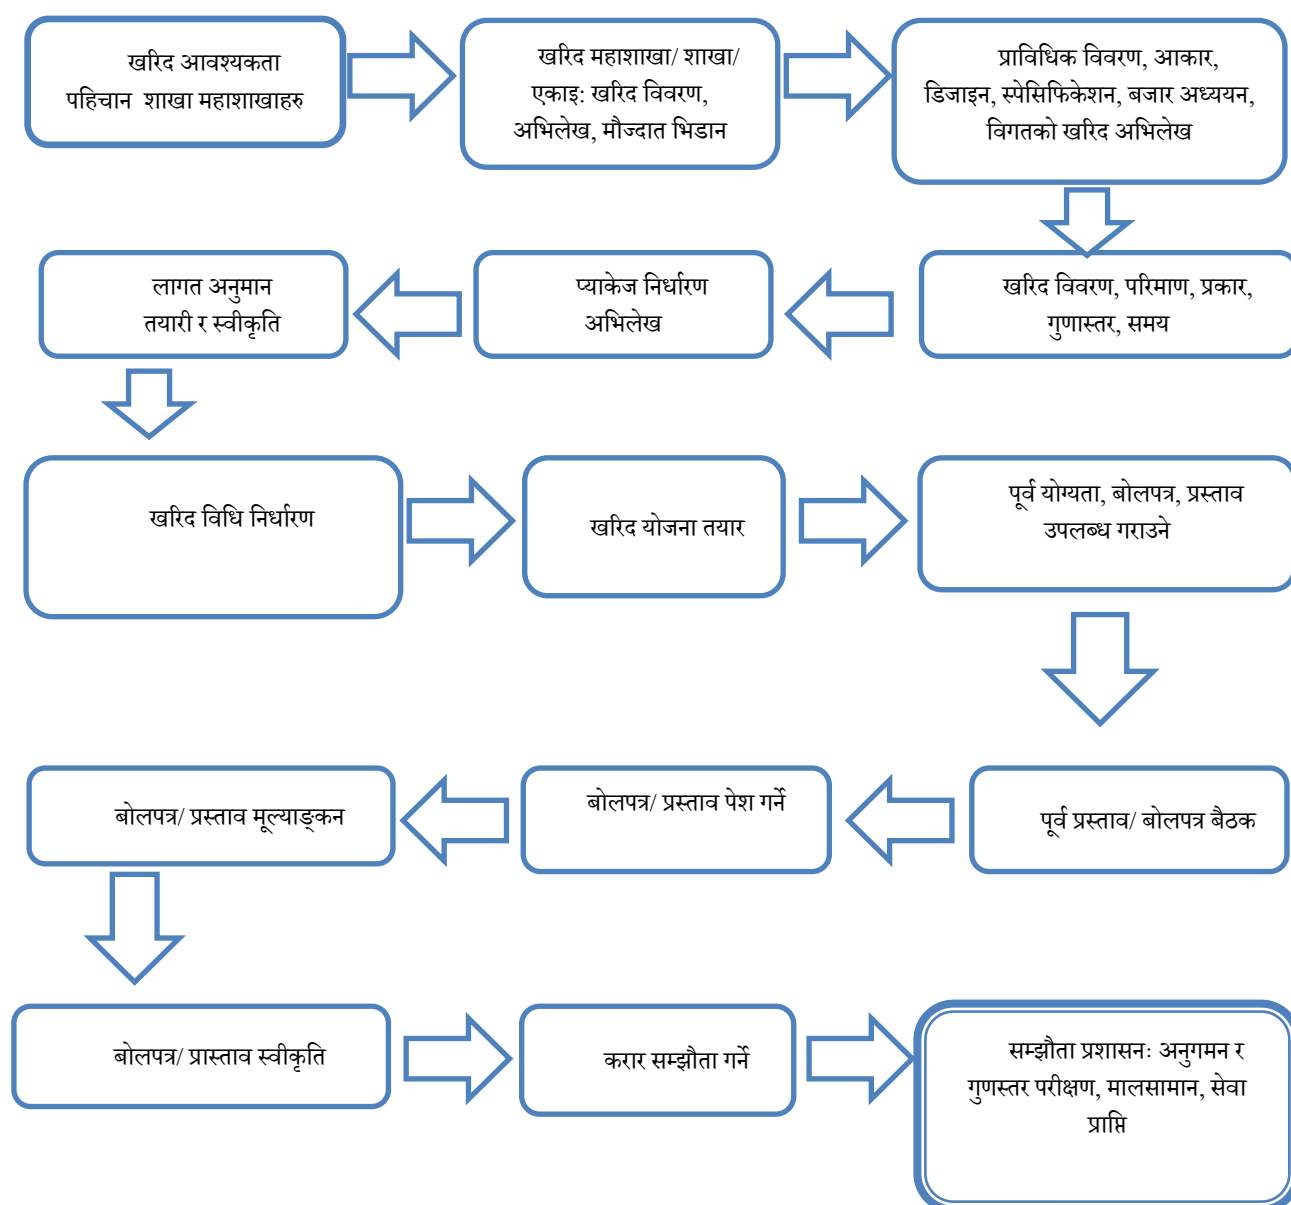 खरिद आवश्यकता
पहिचान शाखा महाशाखाहरु
खरिद महाशाखा/ शाखा/
एकाइ: खरिद विवरण,
अभिलेख, मौज्दात भिडान
प्राविधिक विवरण, आकार,
डिजाइन, स्पेसिफिकेशन, बजार अध्ययन,
विगतको खरिद अभिलेख
खरिद विवरण, परिमाण, प्रकार,
गुणास्तर, समय
प्याकेज निर्धारण
अभिलेख
लागत अनुमान
तयारी र स्वीकृति
खरिद विधि निर्धारण
खरिद योजना तयार
पूर्व योग्यता, बोलपत्र, प्रस्ताव
उपलब्ध गराउने
पूर्व प्रस्ताव/ बोलपत्र बैठक
बोलपत्र/ प्रस्ताव पेश गर्ने
बोलपत्र/ प्रस्ताव मूल्याङ्कन
बोलपत्र/ प्रास्ताव स्वीकृति
करार सम्झौता गर्ने
सम्झौता प्रशासनः अनुगमन र
गुणस्तर परीक्षण, मालसामान, सेवा
प्राप्ति